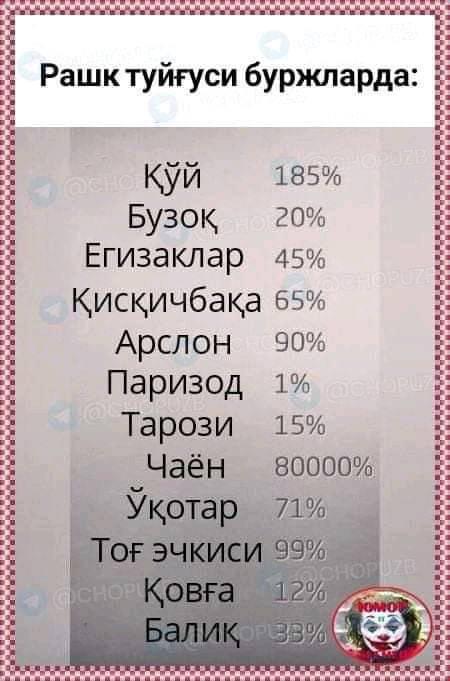 Рашк туйғуси буржларда:
Қўй 185%
Бузоқ 20%
Егизаклар 45%
Қисқичбақа 65%
Арслон 90%
Паризод 1%
Тарози 15%
Чаён 80000%
Ўқотар 71%
Тоғ эчкиси 99%
Қовға 12%
Балиқ 33%
ЮМОР
@CHOPUZB